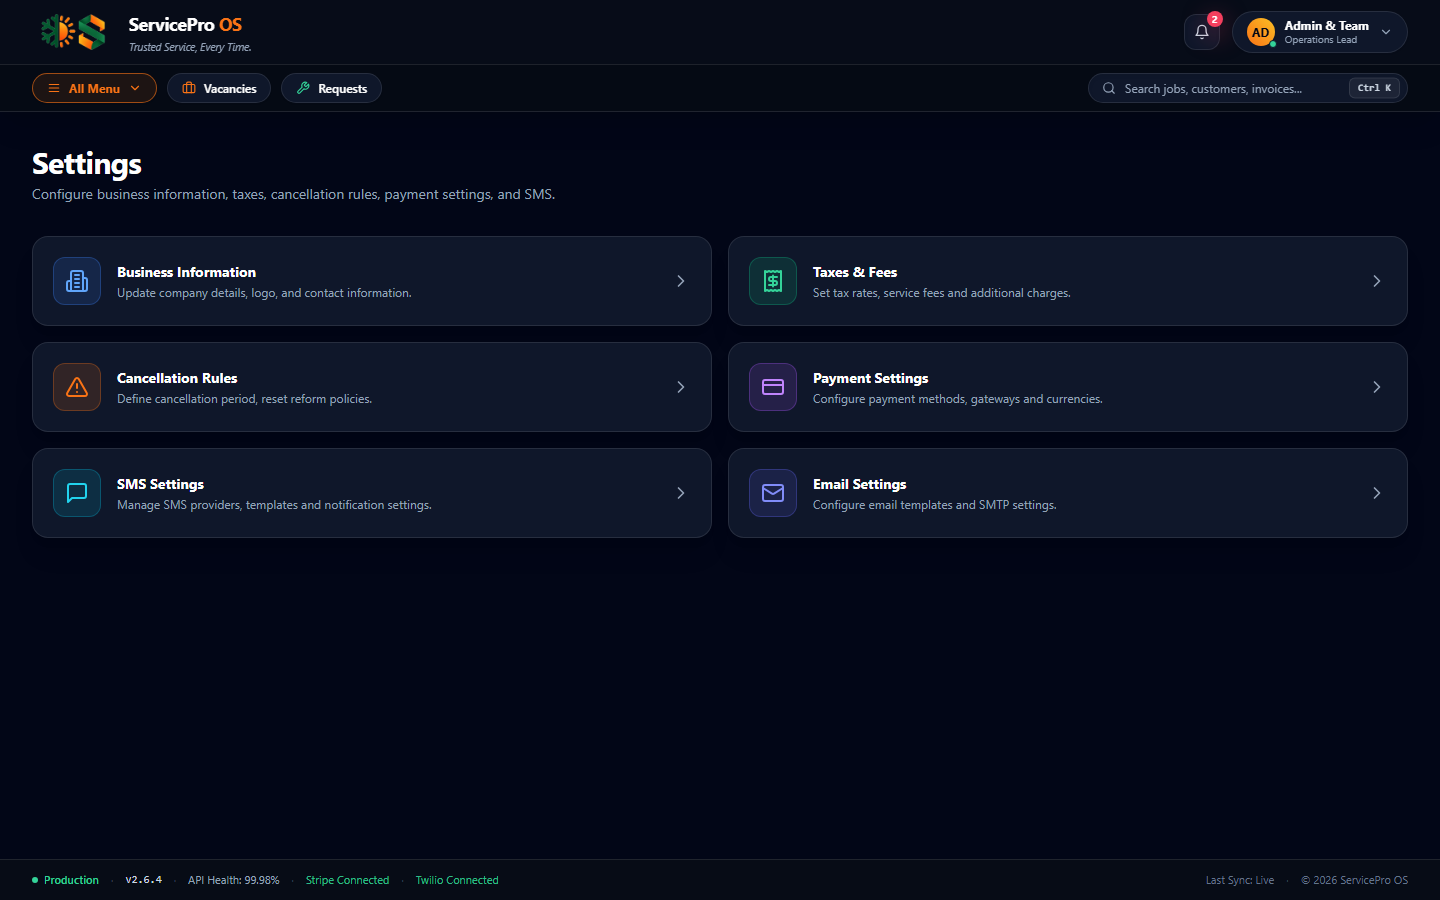 ServicePro OS
Trusted Service, Every Time.
2
AD
Admin & Team
Operations Lead
All Menu
Vacancies
Requests
Search jobs, customers, invoices...
Ctrl K
Settings
Configure business information, taxes, cancellation rules, payment settings, and SMS.
Business Information
Update company details, logo, and contact information.
Taxes & Fees
Set tax rates, service fees and additional charges.
Cancellation Rules
Define cancellation period, reset reform policies.
Payment Settings
Configure payment methods, gateways and currencies.
SMS Settings
Manage SMS providers, templates and notification settings.
Email Settings
Configure email templates and SMTP settings.
Production · v2.6.4 · API Health: 99.98% · Stripe Connected · Twilio Connected
Last Sync: Live · © 2026 ServicePro OS